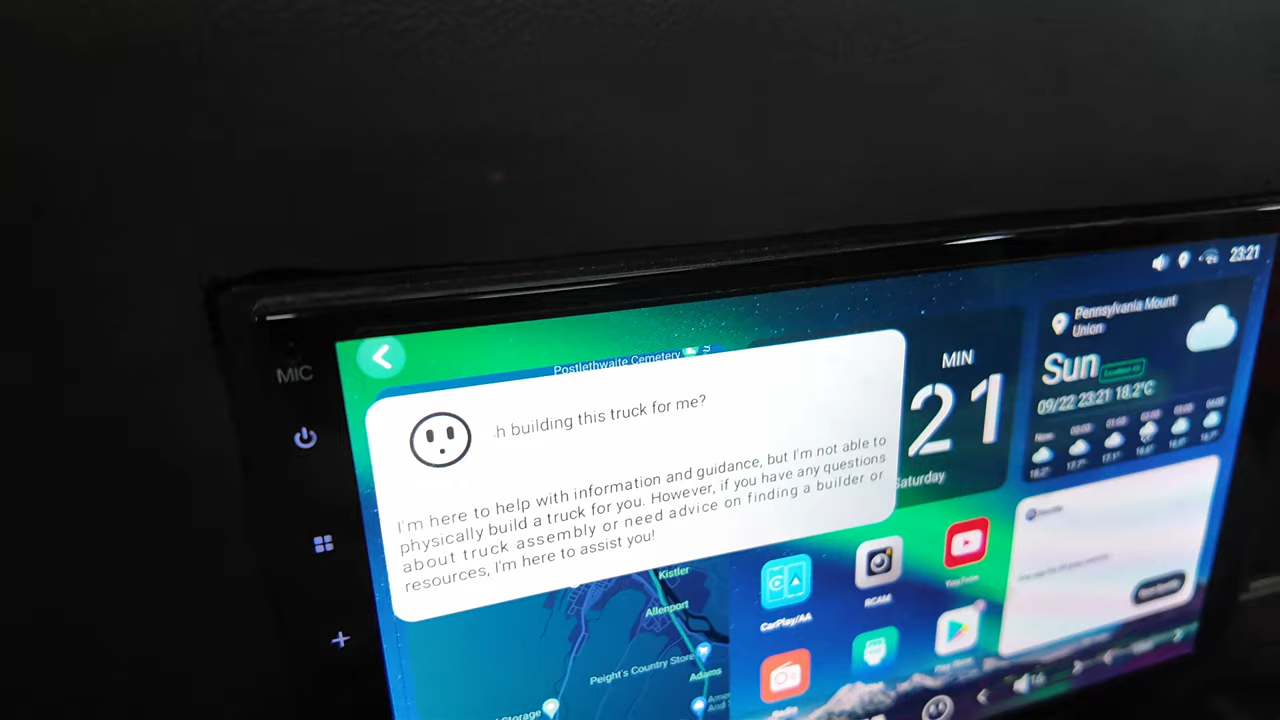 23:21
MIC
Postlethwaite Cemetery
Pennsylvania Mount
Union
MIN
21
Saturday
Sun
09/22 23:21 18.2°C
h building this truck for me?
I'm here to help with information and guidance, but I'm not able to
physically build a truck for you. However, if you have any questions
about truck assembly or need advice on finding a builder or
resources, I'm here to assist you!
Kistler
Allenport
Peight's Country Store
Adams
Storage
CarPlay/AA
RCAM
YouTube
Play Store
Radio